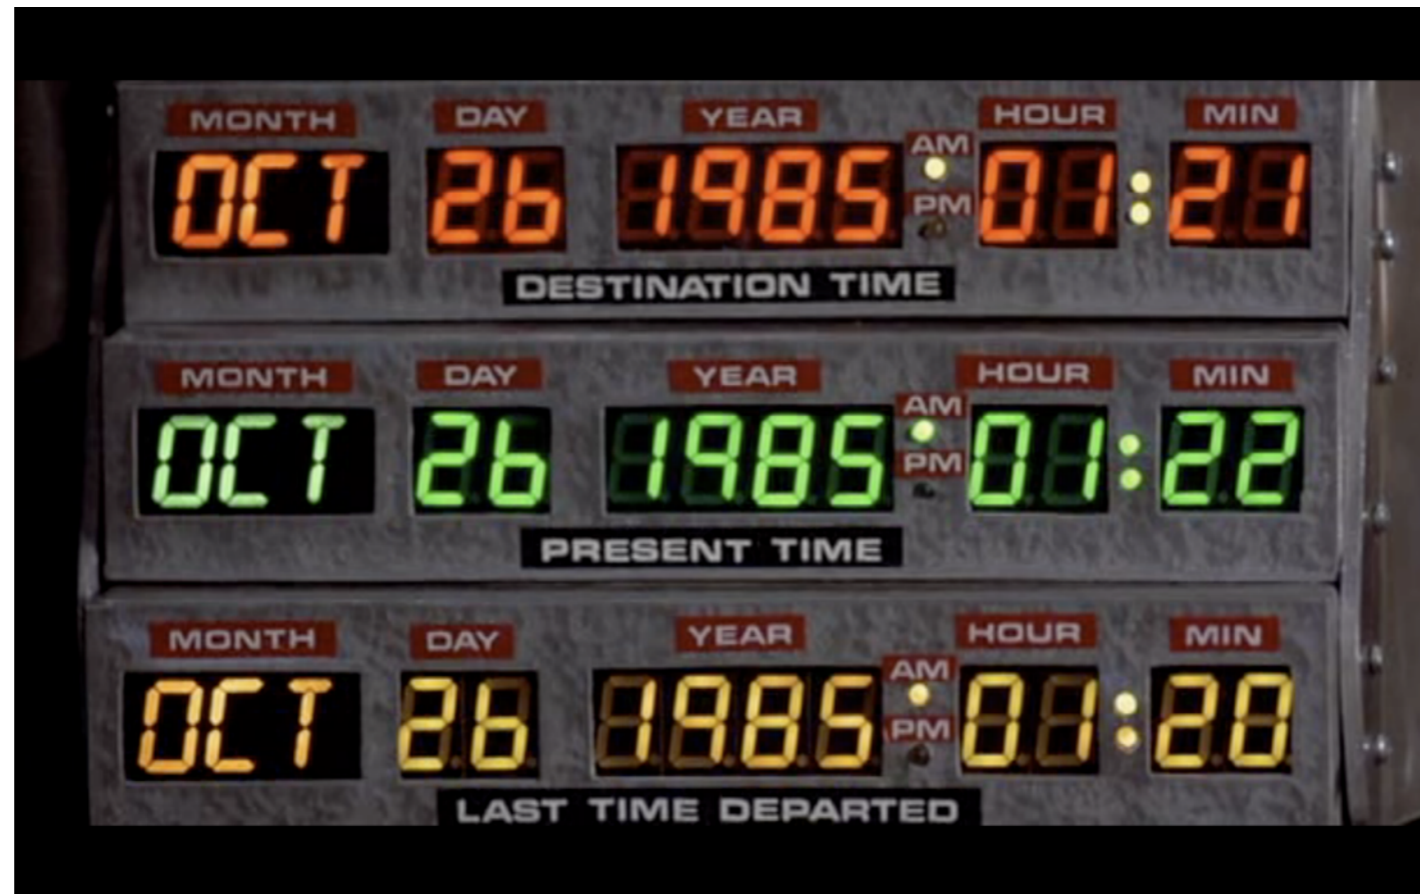 MONTH DAY YEAR HOUR MIN
AM
OCT 26 1985 01:21
PM
DESTINATION TIME
MONTH DAY YEAR HOUR MIN
AM
OCT 26 1985 01:22
PM
PRESENT TIME
MONTH DAY YEAR HOUR MIN
AM
OCT 26 1985 01:20
PM
LAST TIME DEPARTED